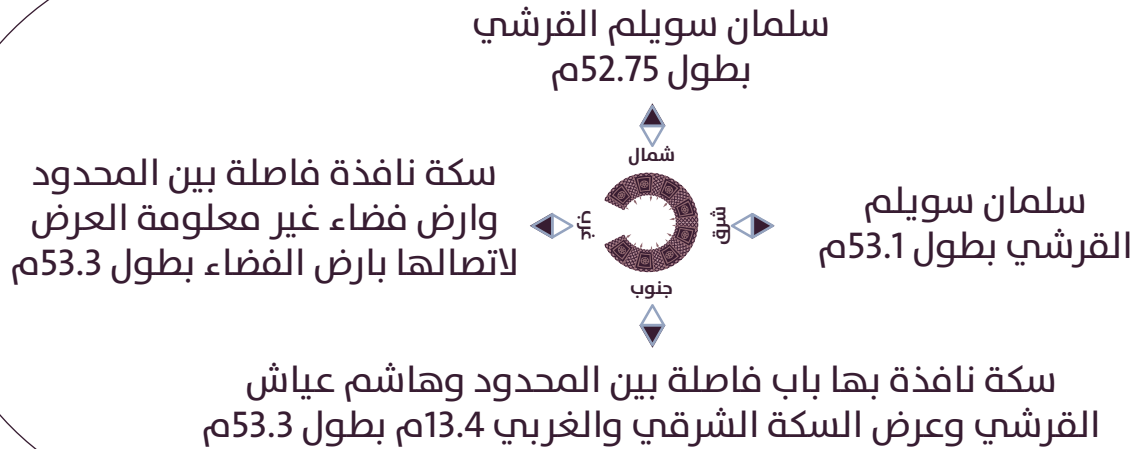 سلمان سويلم القرشي
بطول 52.75م
شمال
سكة نافذة فاصلة بين المحدود
وارض فضاء غير معلومة العرض
لاتصالها بارض الفضاء بطول 53.3م
غرب
شرق
سلمان سويلم
القرشي بطول 53.1م
جنوب
سكة نافذة بها باب فاصلة بين المحدود وهاشم عياش
القرشي وعرض السكة الشرقي والغربي 13.4م بطول 53.3م